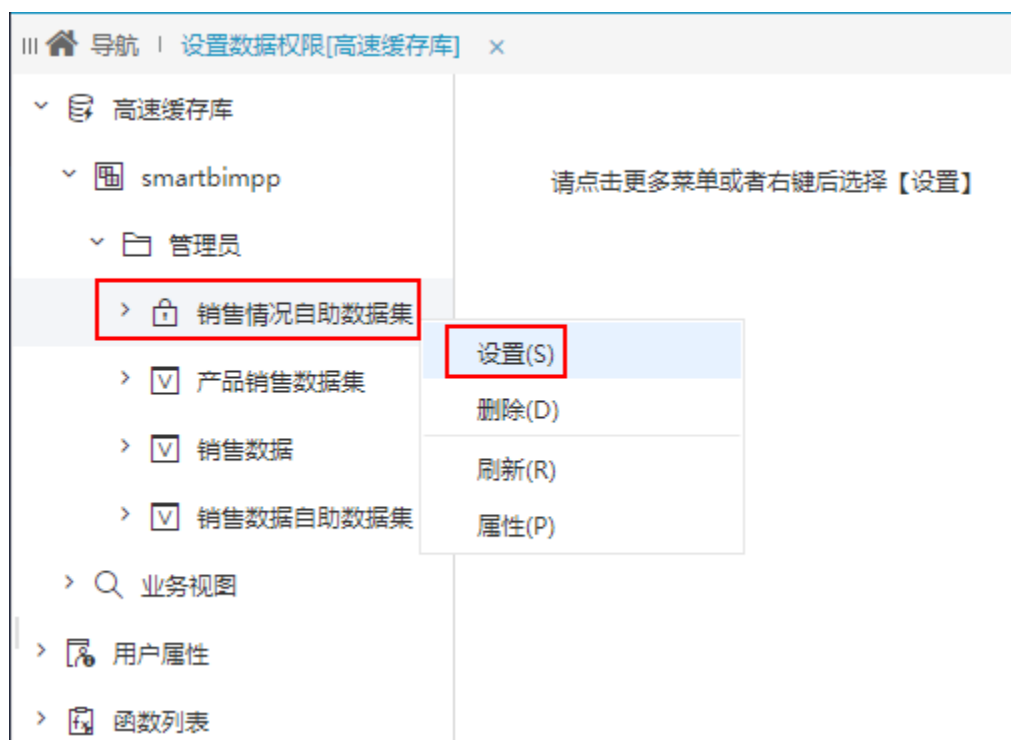 导航 | 设置数据权限[高速缓存库] ×
高速缓存库
smartbimpp
请点击更多菜单或者右键后选择【设置】
管理员
销售情况自助数据集
设置(S)
产品销售数据集
删除(D)
销售数据
刷新(R)
销售数据自助数据集
属性(P)
业务视图
用户属性
函数列表